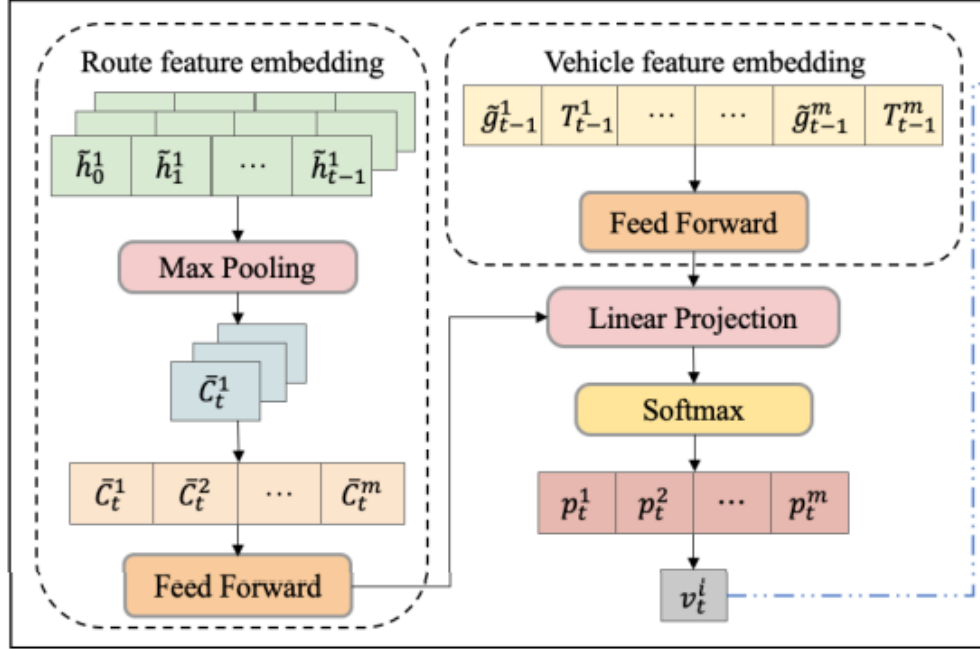 Route feature embedding
h̃₀¹ h̃₁¹ ⋯ h̃ₜ₋₁¹
Max Pooling
C̄ₜ¹
C̄ₜ¹ C̄ₜ² ⋯ C̄ₜᵐ
Feed Forward
Vehicle feature embedding
g̃ₜ₋₁¹ Tₜ₋₁¹ ⋯ ⋯ g̃ₜ₋₁ᵐ Tₜ₋₁ᵐ
Feed Forward
Linear Projection
Softmax
pₜ¹ pₜ² ⋯ pₜᵐ
vₜⁱ